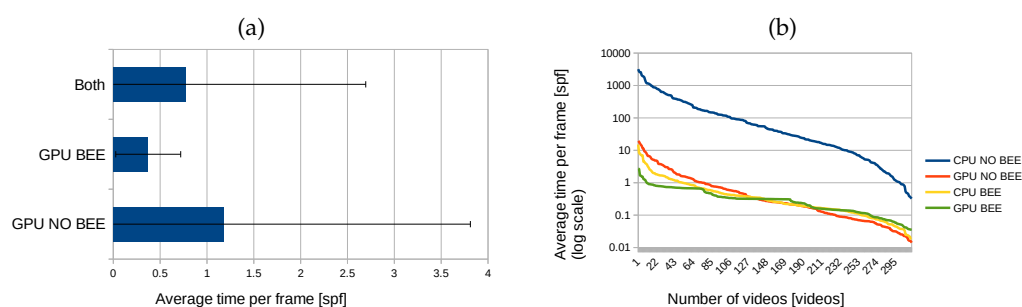 (a)
Both
GPU BEE
GPU NO BEE
0 0.5 1 1.5 2 2.5 3 3.5 4
Average time per frame [spf]
(b)
Average time per frame [spf]
(log scale)
10000
1000
100
10
1
0.1
0.01
1 22 43 64 85 106 127 148 169 190 211 232 253 274 295
Number of videos [videos]
CPU NO BEE
GPU NO BEE
CPU BEE
GPU BEE